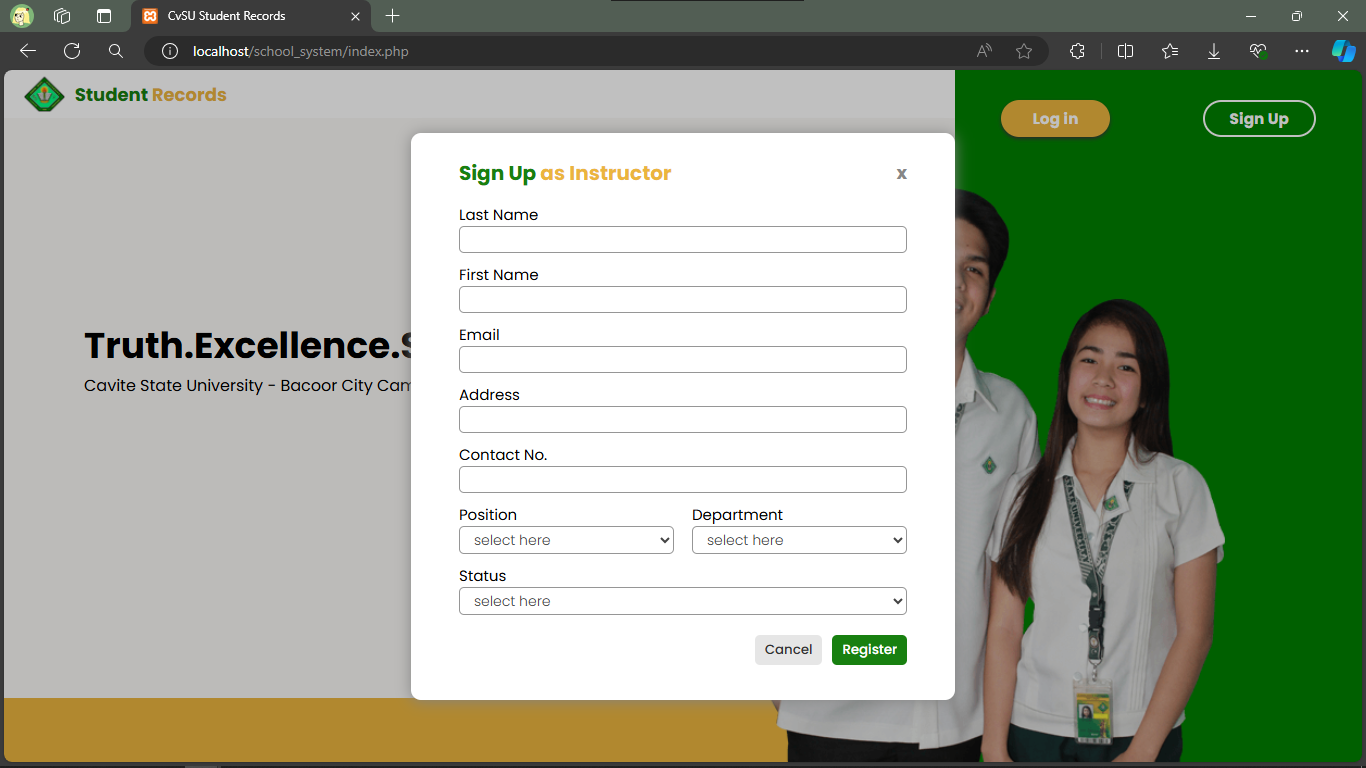 CvSU Student Records
localhost/school_system/index.php
Student Records
Log in
Sign Up
Sign Up as Instructor
x
Last Name
First Name
Email
Truth.Excellence.
Cavite State University - Bacoor City
Address
Contact No.
Position
Department
select here
select here
Status
select here
Cancel
Register